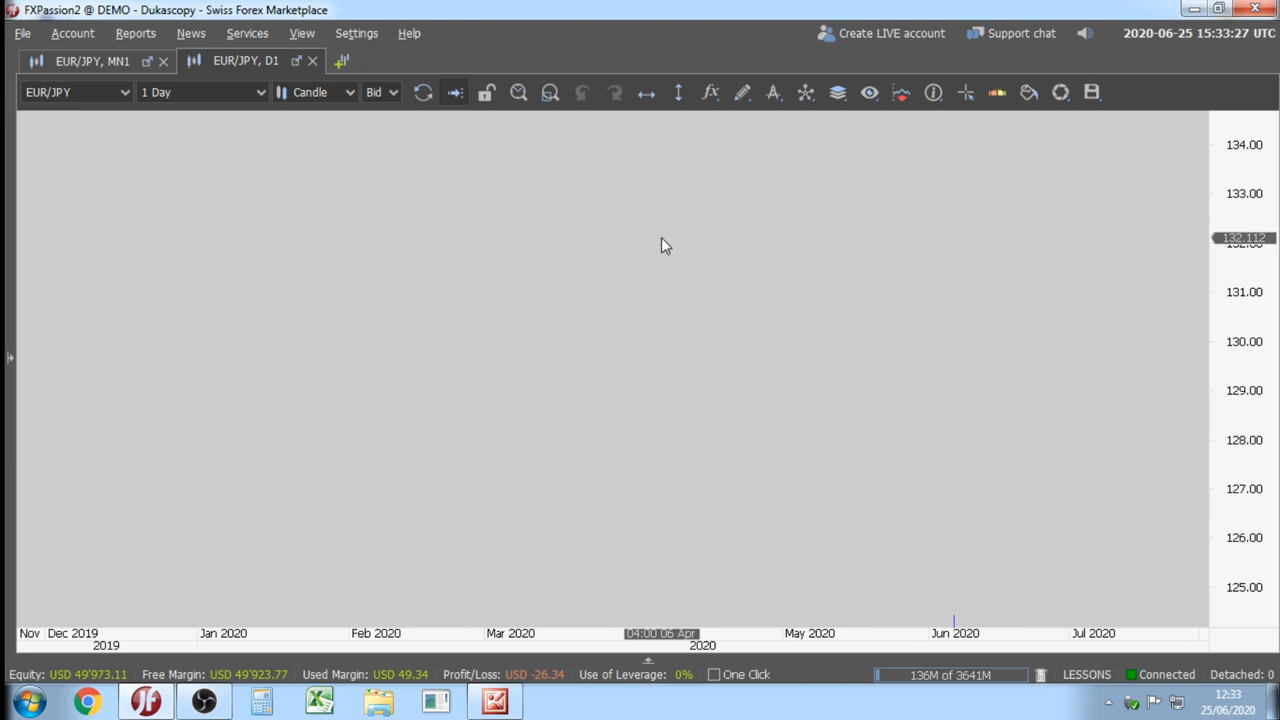 FXPassion2 @ DEMO - Dukascopy - Swiss Forex Marketplace
File Account Reports News Services View Settings Help Create LIVE account Support chat 2020-06-25 15:33:27 UTC
EUR/JPY, MN1 EUR/JPY, D1
EUR/JPY 1 Day Candle Bid
134.00
133.00
132.112
131.00
130.00
129.00
128.00
127.00
126.00
125.00
Nov Dec 2019 Jan 2020 Feb 2020 Mar 2020 04:00 06 Apr May 2020 Jun 2020 Jul 2020
2019 2020
Equity: USD 49'973.11 Free Margin: USD 49'923.77 Used Margin: USD 49.34 Profit/Loss: USD -26.34 Use of Leverage: 0% One Click 136M of 3641M LESSONS Connected Detached: 0
12:33
25/06/2020